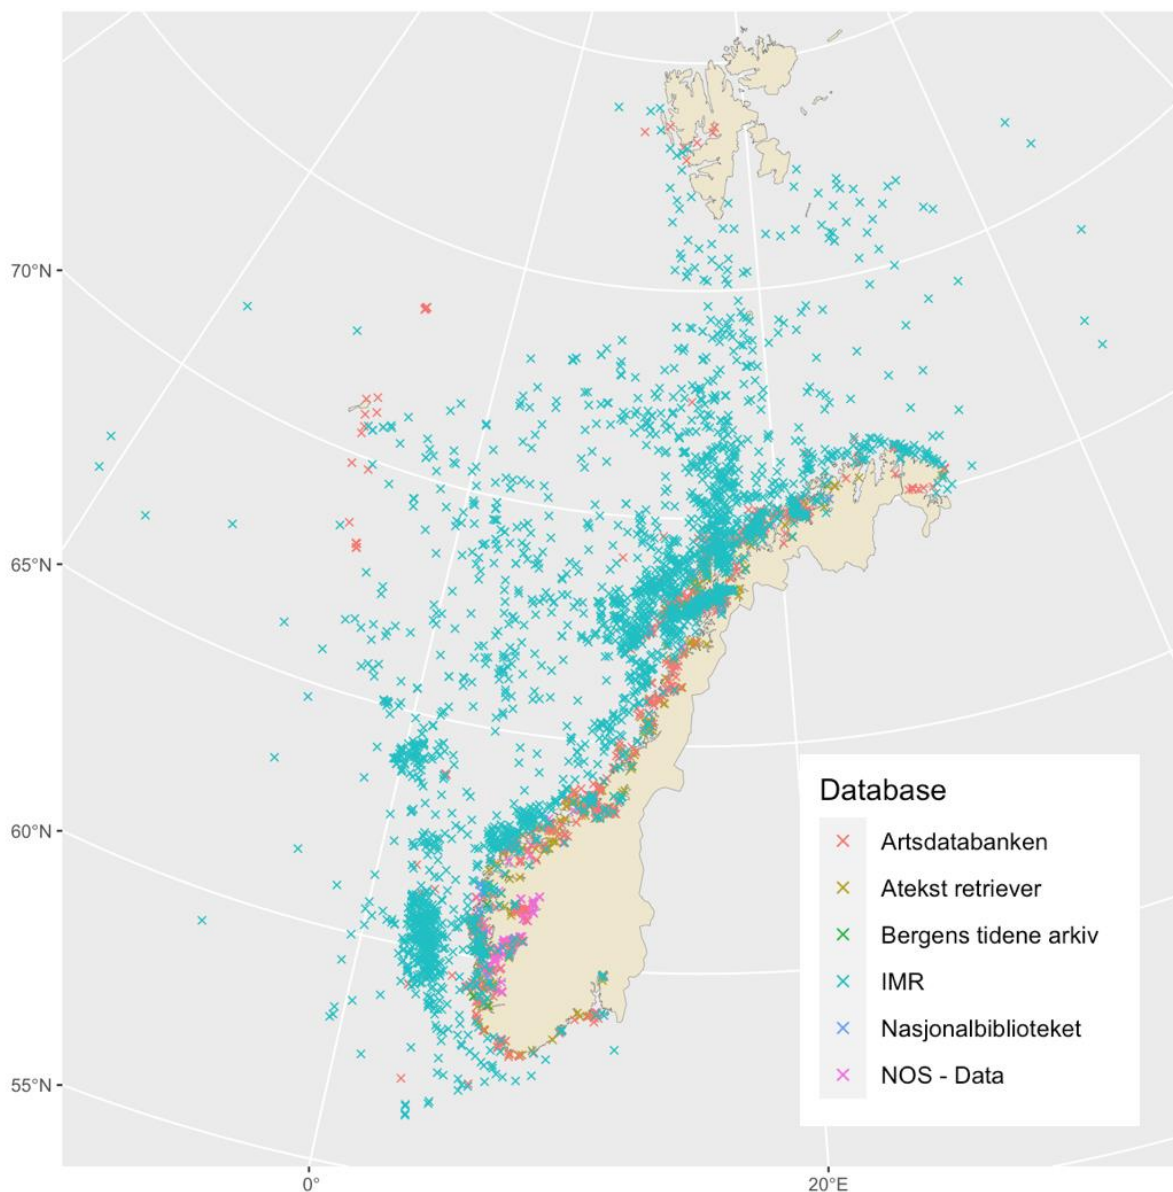 70°N
65°N
60°N
55°N
0°
20°E
Database
Artsdatabanken
Atekst retriever
Bergens tidene arkiv
IMR
Nasjonalbiblioteket
NOS - Data